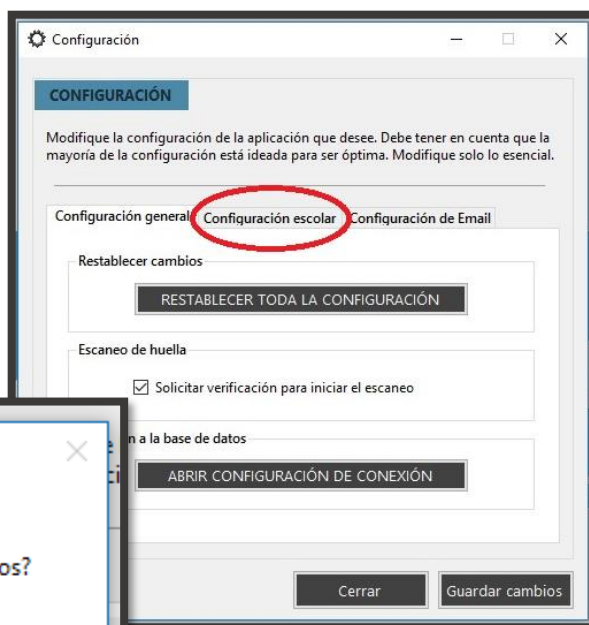 Configuración
CONFIGURACIÓN
Modifique la configuración de la aplicación que desee. Debe tener en cuenta que la
mayoría de la configuración está ideada para ser óptima. Modifique solo lo esencial.
Configuración general Configuración escolar Configuración de Email
Restablecer cambios
RESTABLECER TODA LA CONFIGURACIÓN
Escaneo de huella
Solicitar verificación para iniciar el escaneo
a la base de datos
ABRIR CONFIGURACIÓN DE CONEXIÓN
Cerrar Guardar cambios